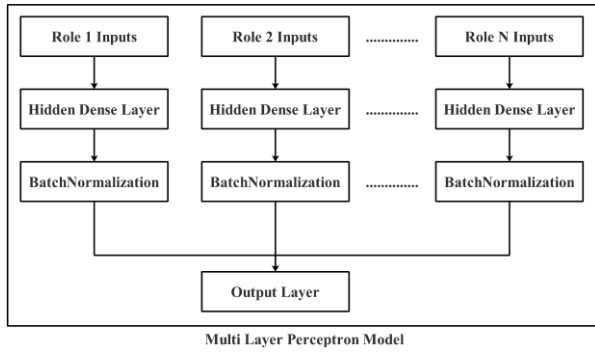 Role 1 Inputs Role 2 Inputs .............. Role N Inputs
Hidden Dense Layer Hidden Dense Layer .............. Hidden Dense Layer
BatchNormalization BatchNormalization .............. BatchNormalization
Output Layer
Multi Layer Perceptron Model